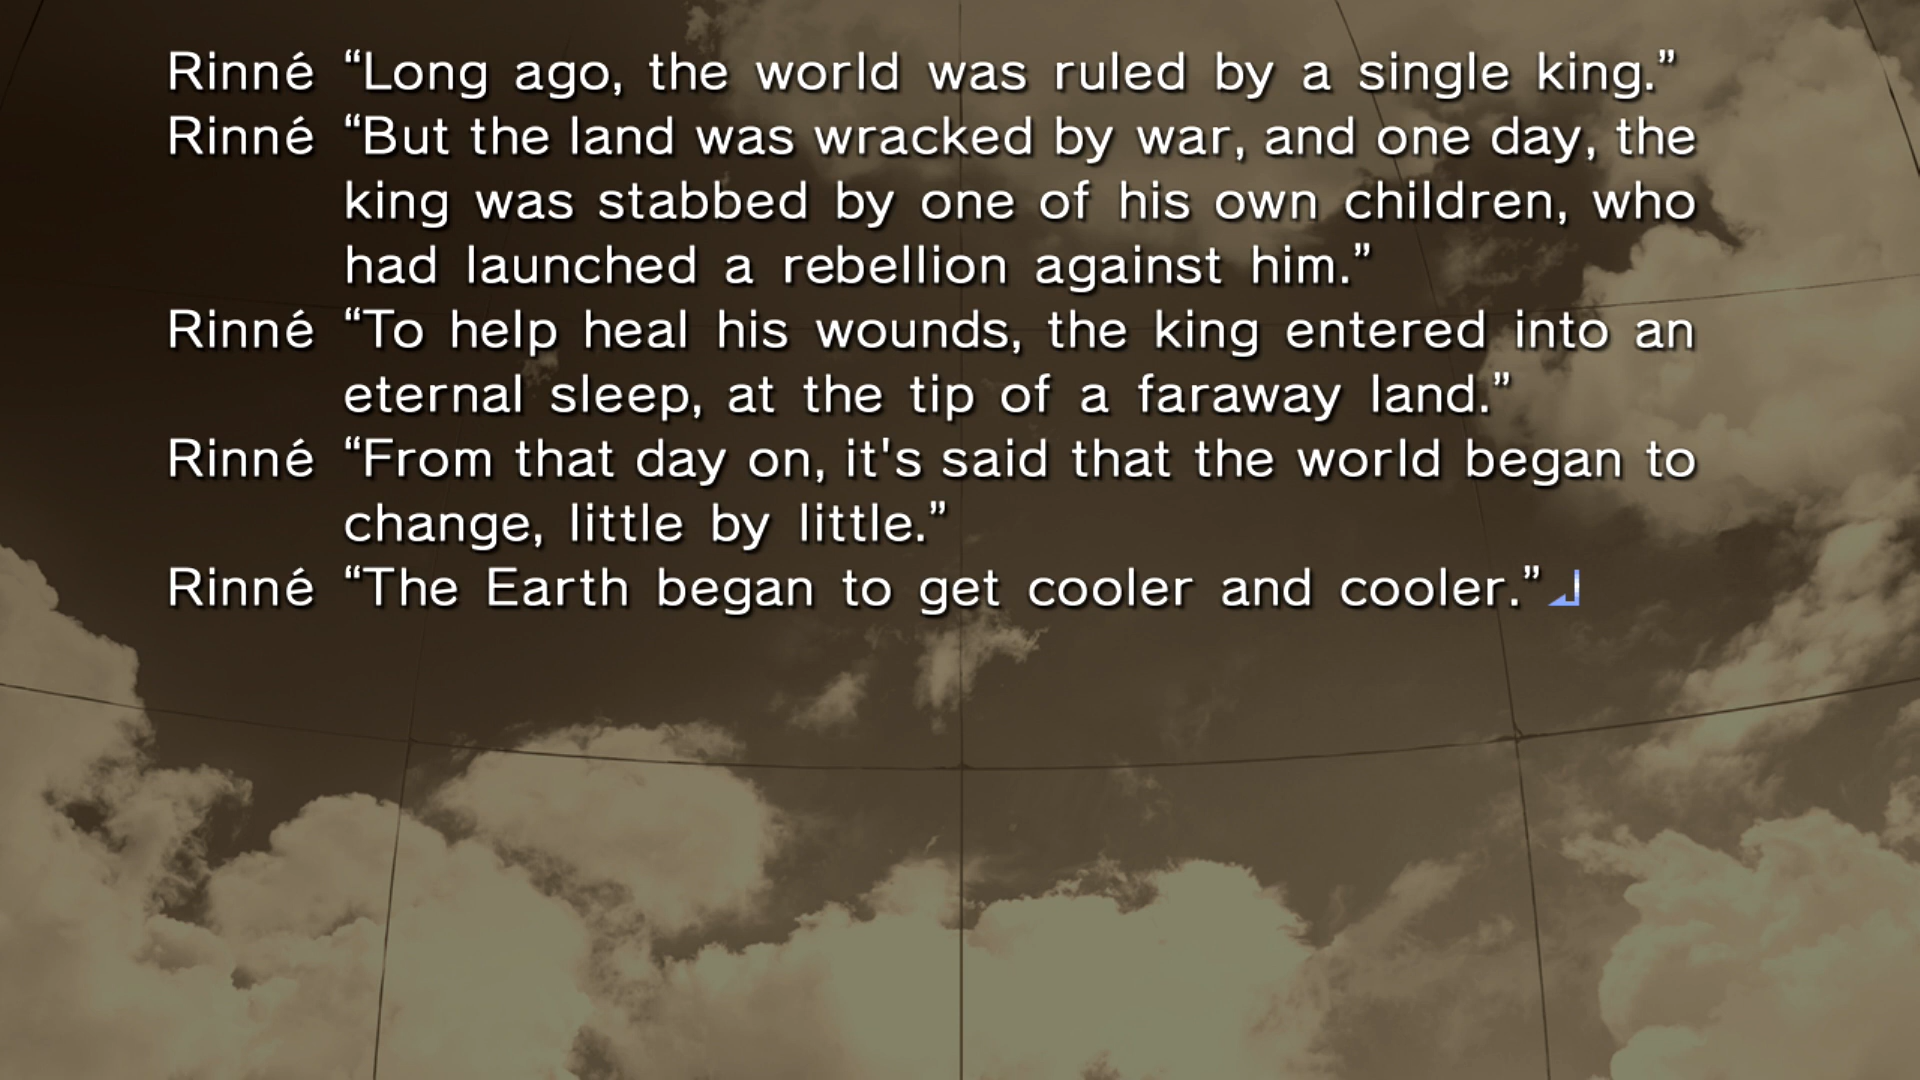 Rinné “Long ago, the world was ruled by a single king.”
Rinné “But the land was wracked by war, and one day, the
king was stabbed by one of his own children, who
had launched a rebellion against him.”
Rinné “To help heal his wounds, the king entered into an
eternal sleep, at the tip of a faraway land.”
Rinné “From that day on, it's said that the world began to
change, little by little.”
Rinné “The Earth began to get cooler and cooler.”